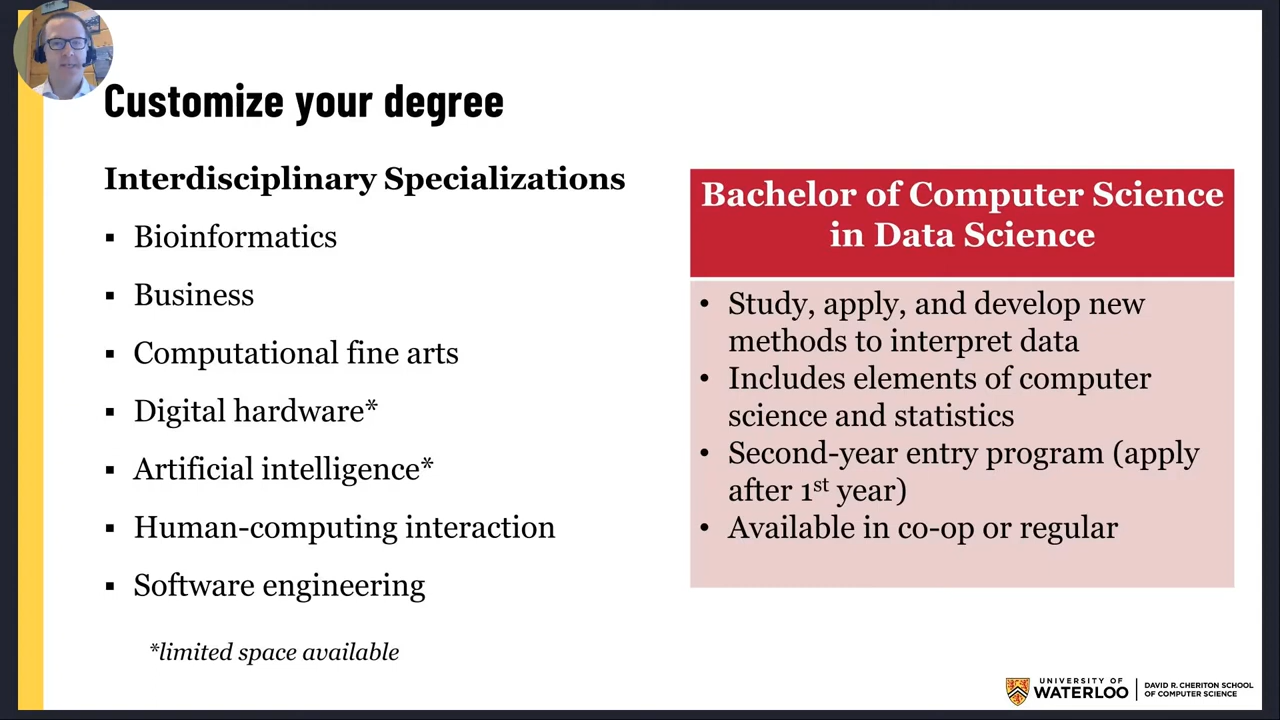 Customize your degree
Interdisciplinary Specializations
▪ Bioinformatics
▪ Business
▪ Computational fine arts
▪ Digital hardware*
▪ Artificial intelligence*
▪ Human-computing interaction
▪ Software engineering
*limited space available
Bachelor of Computer Science
in Data Science
• Study, apply, and develop new
methods to interpret data
• Includes elements of computer
science and statistics
• Second-year entry program (apply
after 1st year)
• Available in co-op or regular
UNIVERSITY OF
WATERLOO
DAVID R. CHERITON SCHOOL
OF COMPUTER SCIENCE